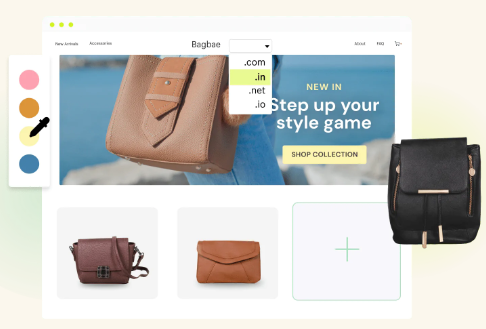 New Arrivals Accessories Bagbae About FAQ
.com
.in
.net
.io
NEW IN
Step up your
style game
SHOP COLLECTION